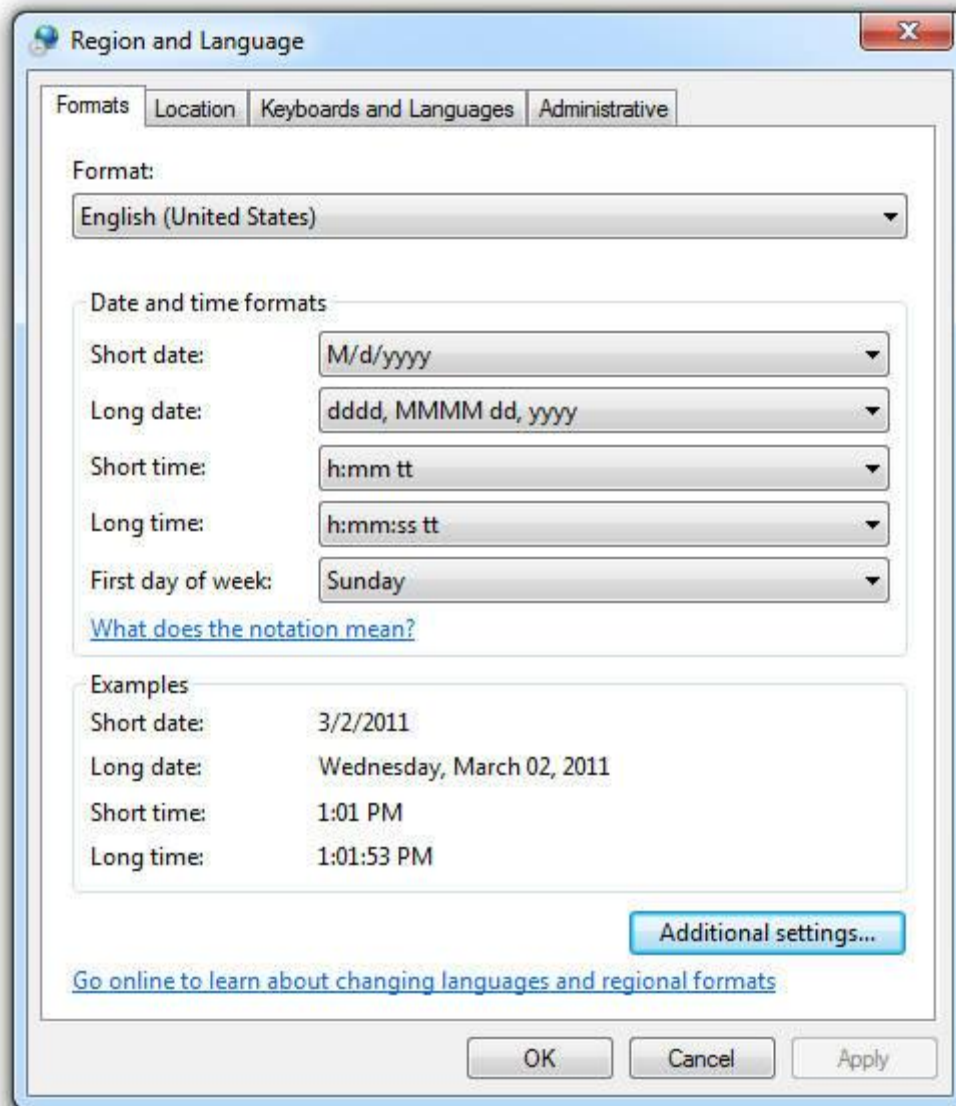 Region and Language
Formats Location Keyboards and Languages Administrative
Format:
English (United States)
Date and time formats
Short date: M/d/yyyy
Long date: dddd, MMMM dd, yyyy
Short time: h:mm tt
Long time: h:mm:ss tt
First day of week: Sunday
What does the notation mean?
Examples
Short date: 3/2/2011
Long date: Wednesday, March 02, 2011
Short time: 1:01 PM
Long time: 1:01:53 PM
Additional settings...
Go online to learn about changing languages and regional formats
OK Cancel Apply